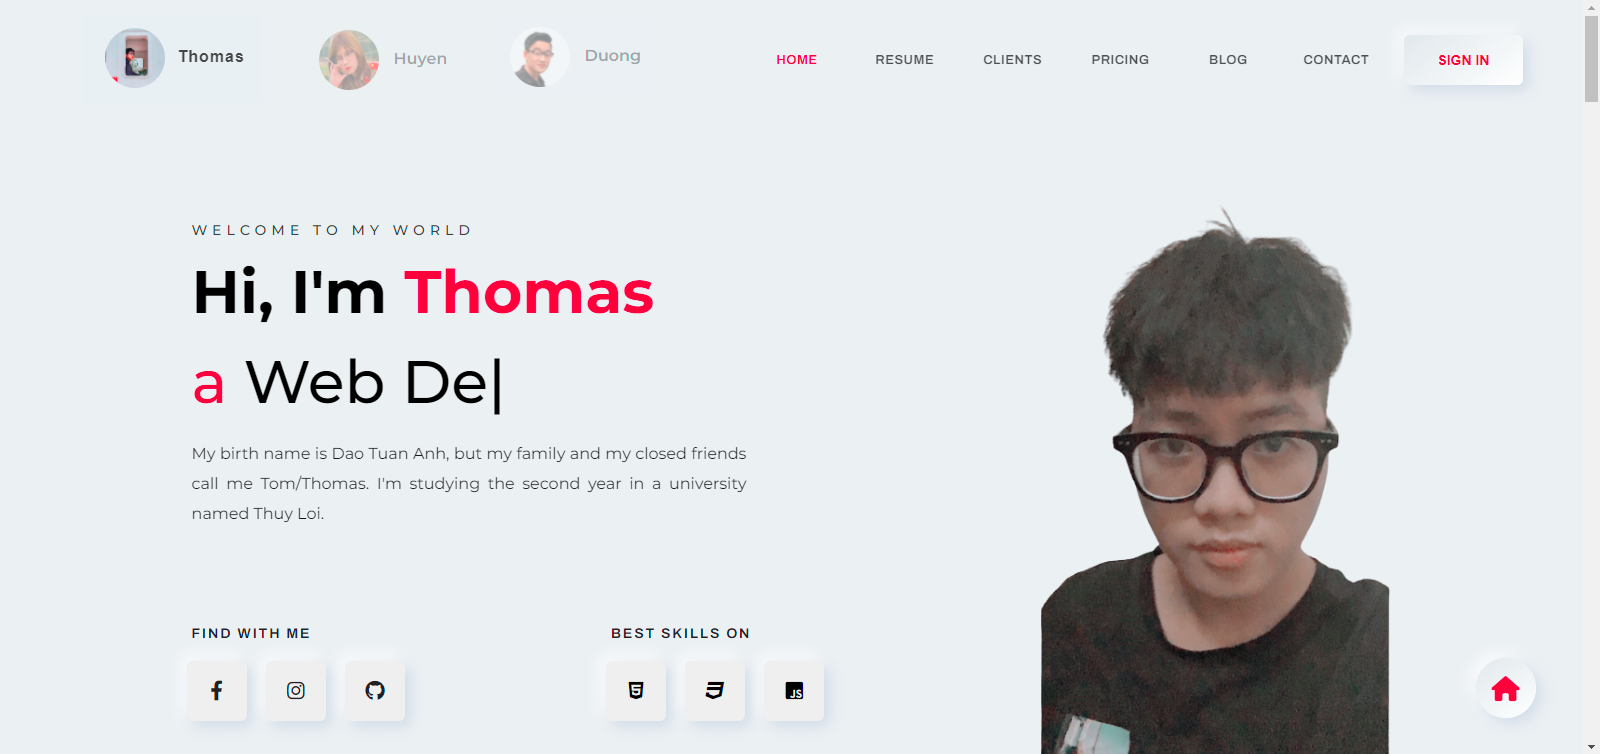 Thomas
Huyen
Duong
HOME
RESUME
CLIENTS
PRICING
BLOG
CONTACT
SIGN IN
WELCOME TO MY WORLD
Hi, I'm Thomas
a Web De|
My birth name is Dao Tuan Anh, but my family and my closed friends
call me Tom/Thomas. I'm studying the second year in a university
named Thuy Loi.
FIND WITH ME
BEST SKILLS ON
JS